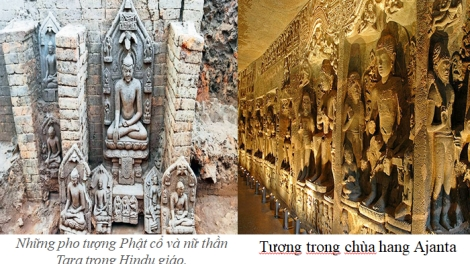 Những pho tượng Phật cổ và nữ thần
Tara trong Hindu giáo.
Tượng trong chùa hang Ajanta